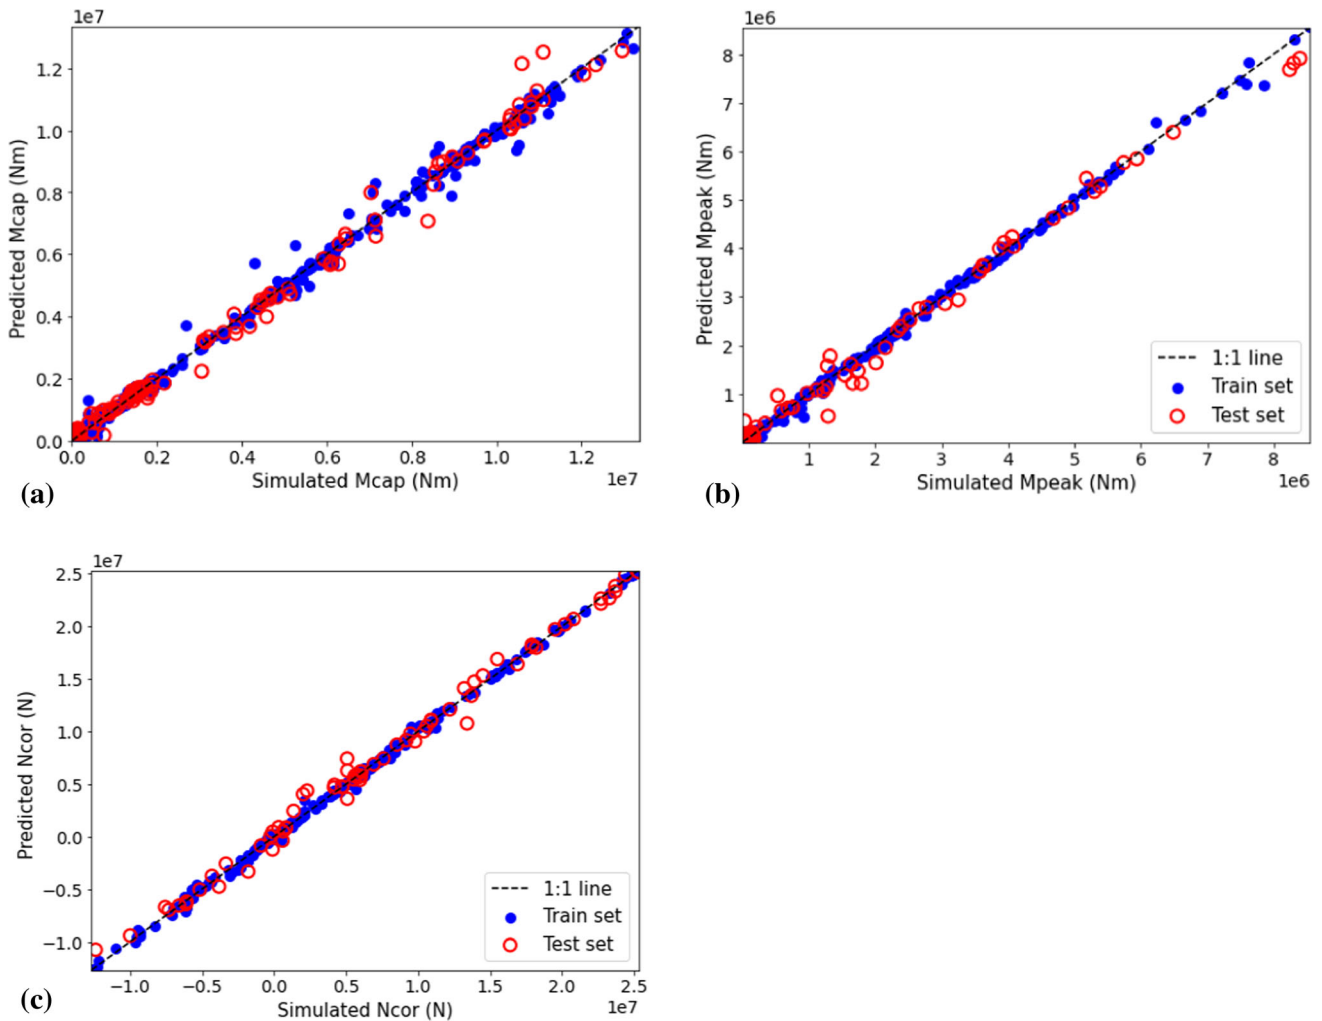 1e7
Predicted Mcap (Nm)
1.2
1.0
0.8
0.6
0.4
0.2
0.0
0.0 0.2 0.4 0.6 0.8 1.0 1.2
Simulated Mcap (Nm) 1e7
(a)
1e6
Predicted Mpeak (Nm)
8
7
6
5
4
3
2
1
1:1 line
Train set
Test set
1 2 3 4 5 6 7 8
Simulated Mpeak (Nm) 1e6
(b)
1e7
Predicted Ncor (N)
2.5
2.0
1.5
1.0
0.5
0.0
−0.5
−1.0
1:1 line
Train set
Test set
−1.0 −0.5 0.0 0.5 1.0 1.5 2.0 2.5
Simulated Ncor (N) 1e7
(c)